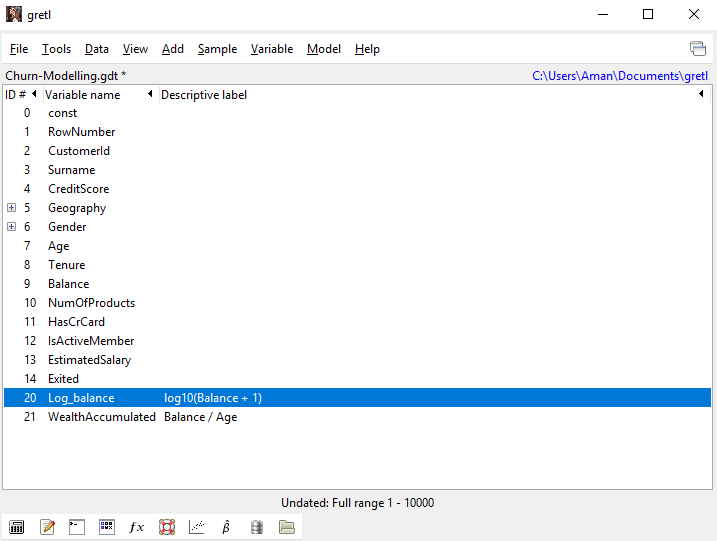 gretl
File Tools Data View Add Sample Variable Model Help
Churn-Modelling.gdt * C:\Users\Aman\Documents\gretl
ID # Variable name Descriptive label
0 const
1 RowNumber
2 CustomerId
3 Surname
4 CreditScore
5 Geography
6 Gender
7 Age
8 Tenure
9 Balance
10 NumOfProducts
11 HasCrCard
12 IsActiveMember
13 EstimatedSalary
14 Exited
20 Log_balance log10(Balance + 1)
21 WealthAccumulated Balance / Age
Undated: Full range 1 - 10000
fx β̂